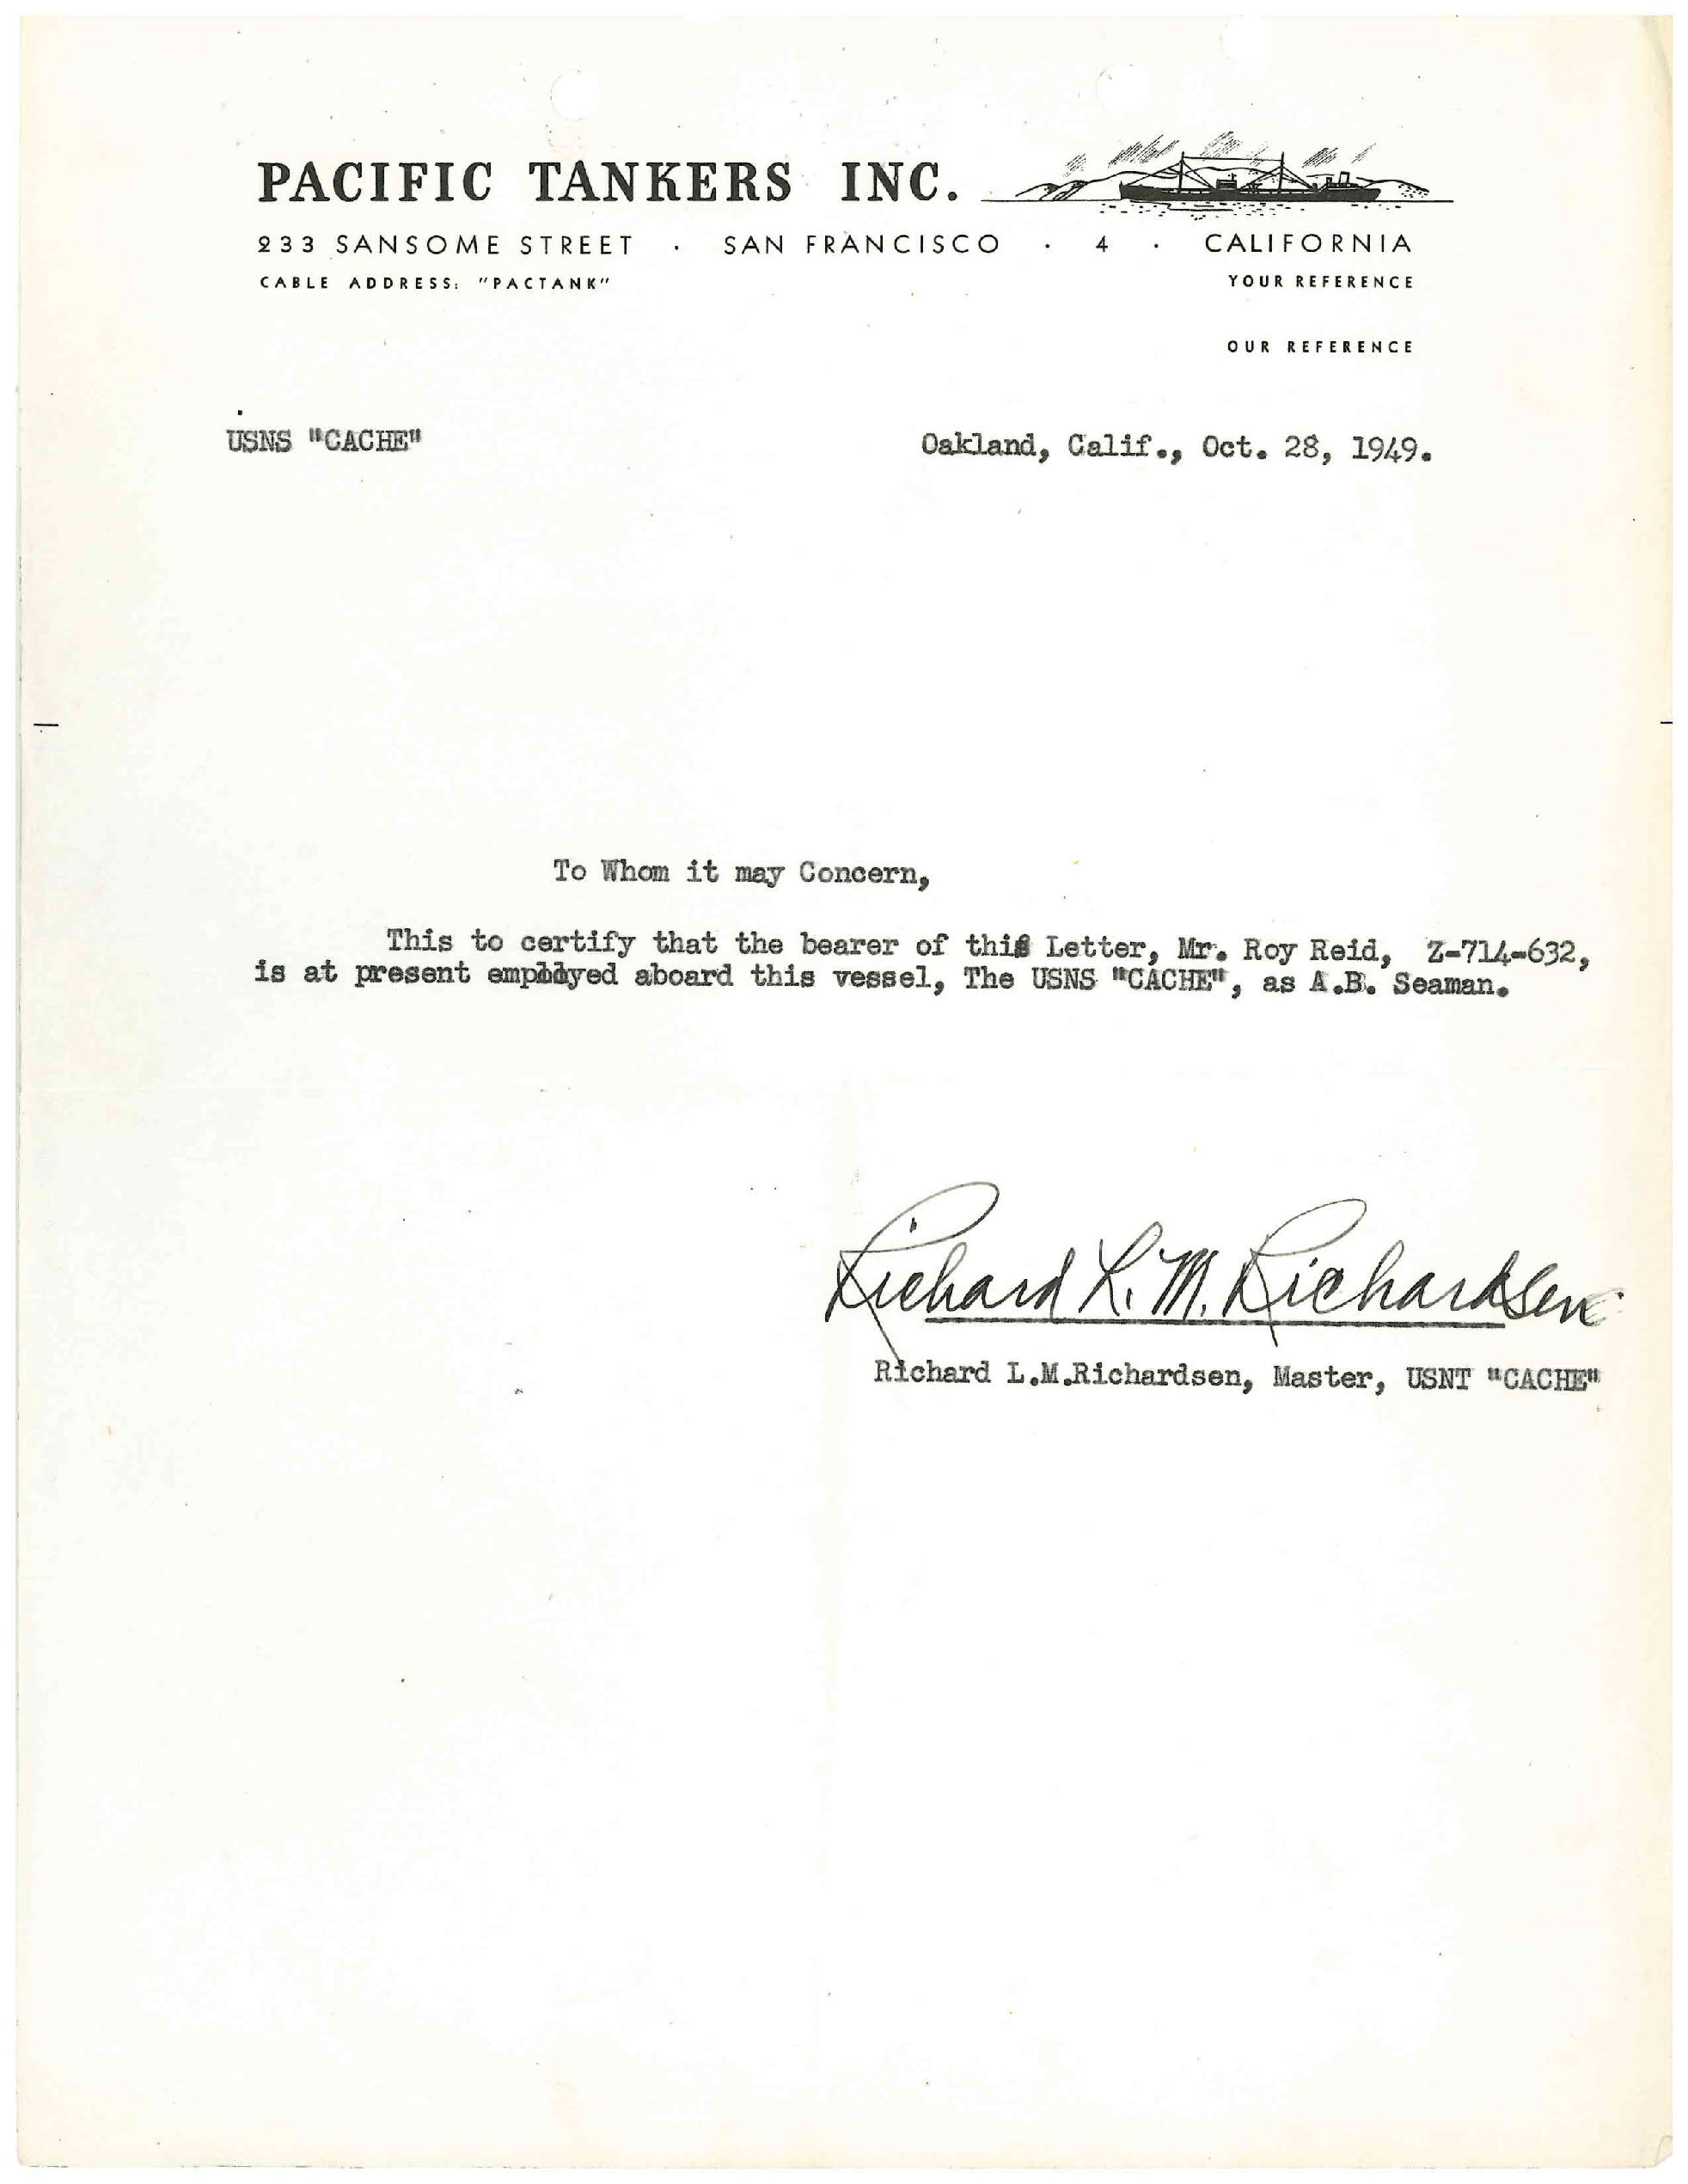 PACIFIC TANKERS INC.
233 SANSOME STREET · SAN FRANCISCO · 4 · CALIFORNIA
CABLE ADDRESS: "PACTANK"
YOUR REFERENCE
OUR REFERENCE
USNS "CACHE"
Oakland, Calif., Oct. 28, 1949.
To Whom it may Concern,
This to certify that the bearer of this Letter, Mr. Roy Reid, Z-714-632,
is at present employed aboard this vessel, The USNS "CACHE", as A.B. Seaman.
Richard L. M. Richardsen
Richard L.M.Richardsen, Master, USNT "CACHE"